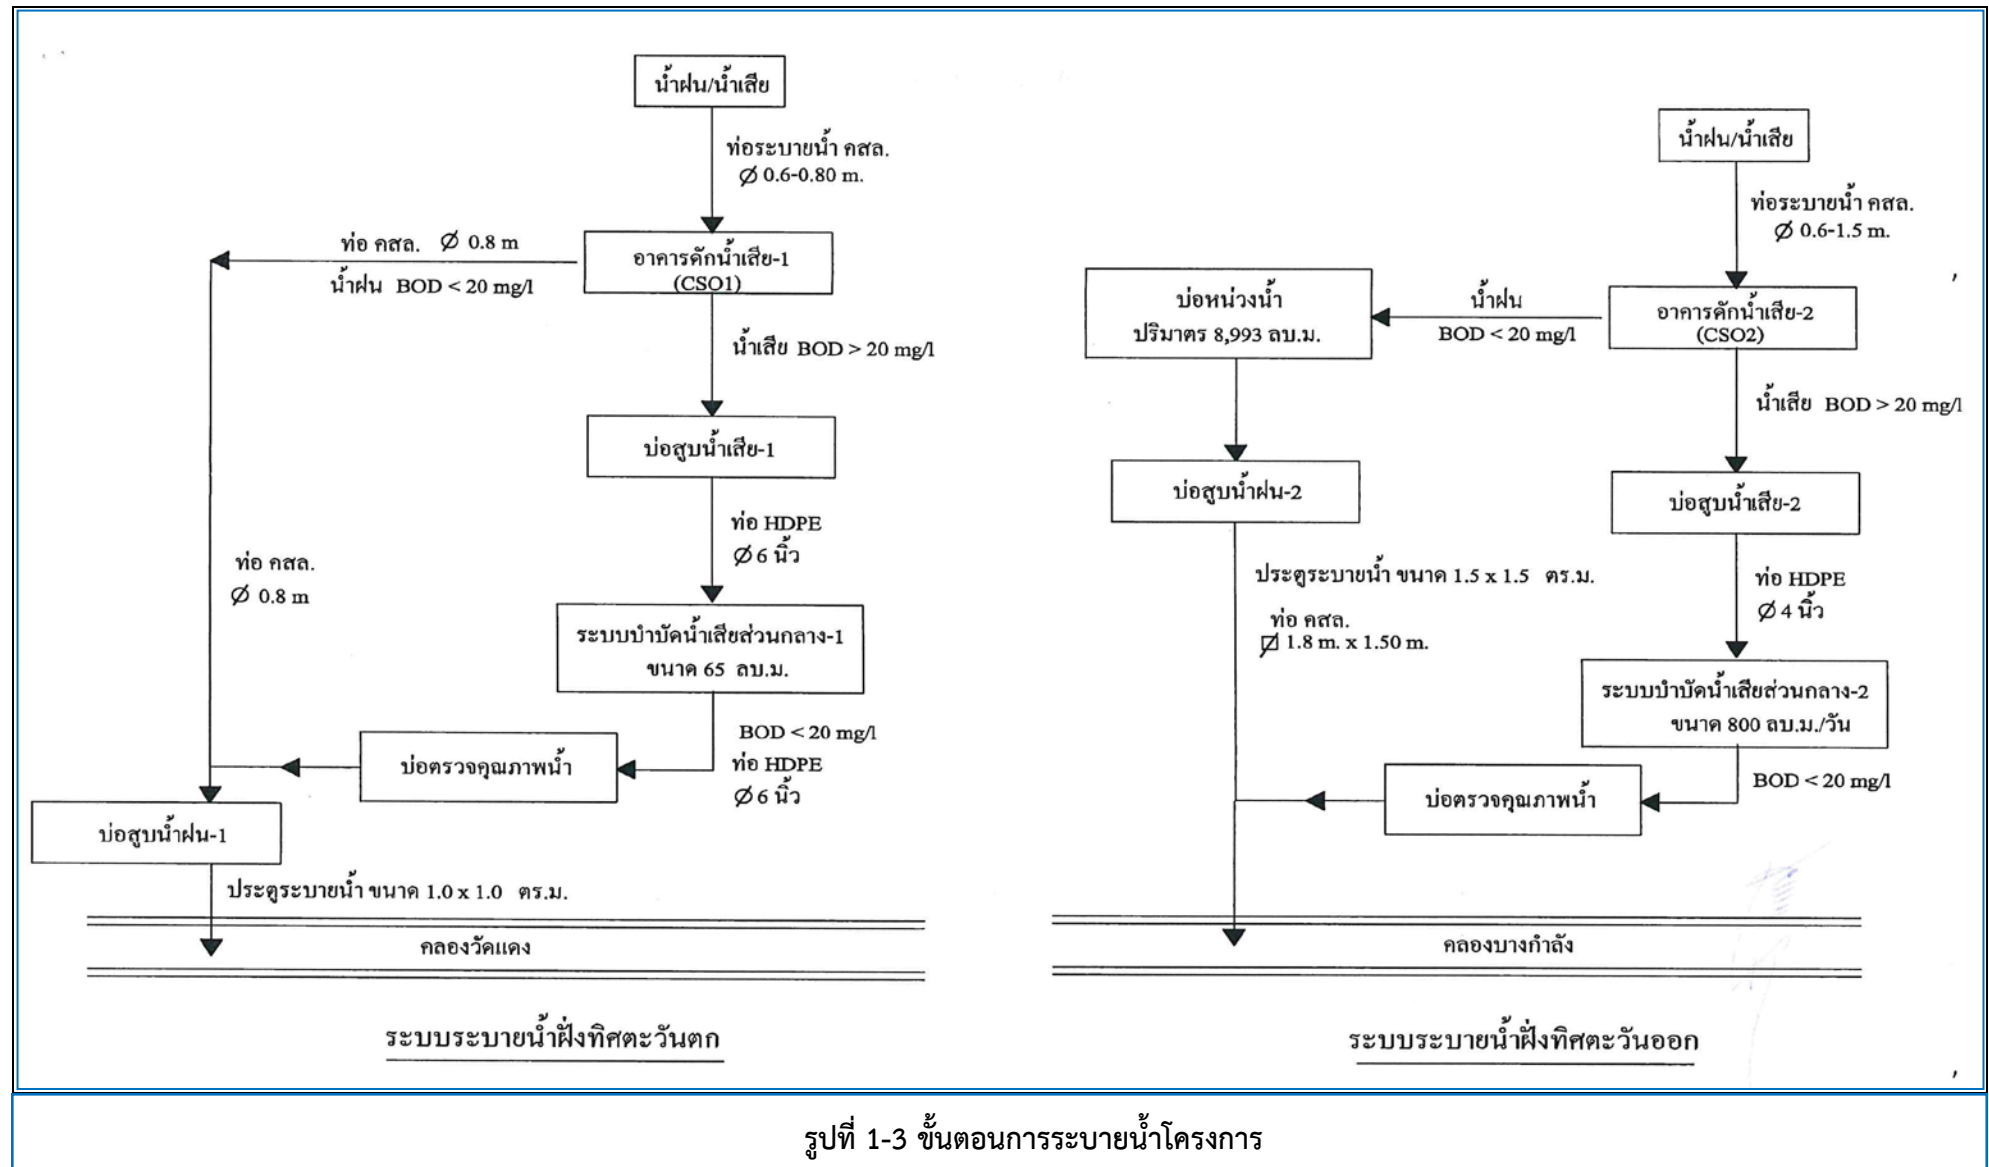 น้ำฝน/น้ำเสีย
ท่อระบายน้ำ คสล.
Ø 0.6-0.80 m.
ท่อ คสล. Ø 0.8 m
น้ำฝน BOD < 20 mg/l
อาคารดักน้ำเสีย-1
(CSO1)
น้ำเสีย BOD > 20 mg/l
บ่อสูบน้ำเสีย-1
ท่อ HDPE
Ø 6 นิ้ว
ท่อ คสล.
Ø 0.8 m
ระบบบำบัดน้ำเสียส่วนกลาง-1
ขนาด 65 ลบ.ม.
BOD < 20 mg/l
ท่อ HDPE
Ø 6 นิ้ว
บ่อตรวจคุณภาพน้ำ
บ่อสูบน้ำฝน-1
ประตูระบายน้ำ ขนาด 1.0 x 1.0 ตร.ม.
คลองวัดแดง
ระบบระบายน้ำฝั่งทิศตะวันตก
น้ำฝน/น้ำเสีย
ท่อระบายน้ำ คสล.
Ø 0.6-1.5 m.
บ่อหน่วงน้ำ
ปริมาตร 8,993 ลบ.ม.
น้ำฝน
BOD < 20 mg/l
อาคารดักน้ำเสีย-2
(CSO2)
น้ำเสีย BOD > 20 mg/l
บ่อสูบน้ำฝน-2
บ่อสูบน้ำเสีย-2
ประตูระบายน้ำ ขนาด 1.5 x 1.5 ตร.ม.
ท่อ คสล.
1.8 m. x 1.50 m.
ท่อ HDPE
Ø 4 นิ้ว
ระบบบำบัดน้ำเสียส่วนกลาง-2
ขนาด 800 ลบ.ม./วัน
BOD < 20 mg/l
บ่อตรวจคุณภาพน้ำ
คลองบางกำลัง
ระบบระบายน้ำฝั่งทิศตะวันออก
รูปที่ 1-3 ขั้นตอนการระบายน้ำโครงการ